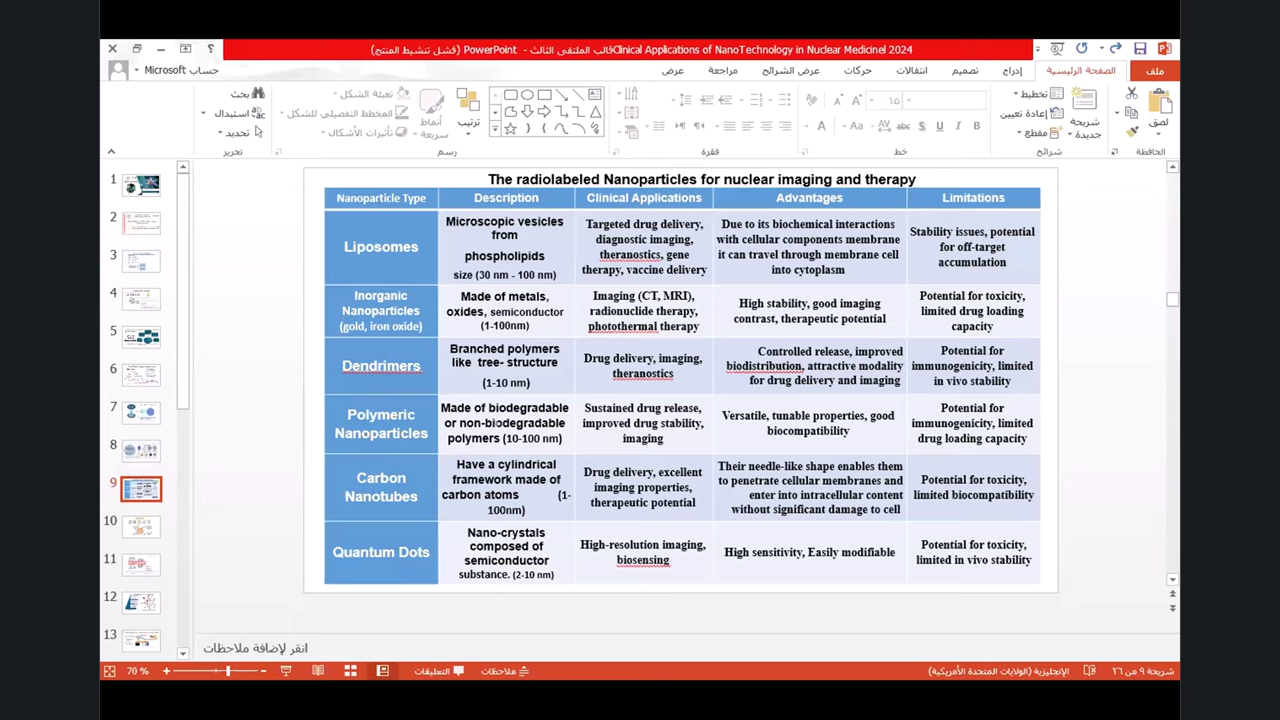 قالب الملتقى الثالث - Clinical Applications of NanoTechnology in Nuclear Medicinel 2024 - PowerPoint (فشل تنشيط المنتج)
ملف
الصفحة الرئيسية
إدراج
تصميم
انتقالات
حركات
عرض الشرائح
مراجعة
عرض
حساب Microsoft
لصق
الحافظة
شريحة جديدة
تخطيط
إعادة تعيين
مقطع
شرائح
١٥
خط
فقرة
ترتيب
أنماط سريعة
تعبئة الشكل
المخطط التفصيلي للشكل
تأثيرات الأشكال
رسم
بحث
استبدال
تحديد
تحرير
1
2
3
4
5
6
7
8
9
10
11
12
13
The radiolabeled Nanoparticles for nuclear imaging and therapy
Nanoparticle Type
Description
Clinical Applications
Advantages
Limitations
Liposomes
Microscopic vesicles
from
phospholipids
size (30 nm - 100 nm)
Targeted drug delivery,
diagnostic imaging,
theranostics, gene
therapy, vaccine delivery
Due to its biochemical interactions
with cellular components membrane
it can travel through membrane cell
into cytoplasm
Stability issues, potential
for off-target
accumulation
Inorganic
Nanoparticles
(gold, iron oxide)
Made of metals,
oxides, semiconductor
(1-100nm)
Imaging (CT, MRI),
radionuclide therapy,
photothermal therapy
High stability, good imaging
contrast, therapeutic potential
Potential for toxicity,
limited drug loading
capacity
Dendrimers
Branched polymers
like tree- structure
(1-10 nm)
Drug delivery, imaging,
theranostics
Controlled release, improved
biodistribution, attractive modality
for drug delivery and imaging
Potential for
immunogenicity, limited
in vivo stability
Polymeric
Nanoparticles
Made of biodegradable
or non-biodegradable
polymers (10-100 nm)
Sustained drug release,
improved drug stability,
imaging
Versatile, tunable properties, good
biocompatibility
Potential for
immunogenicity, limited
drug loading capacity
Carbon
Nanotubes
Have a cylindrical
framework made of
carbon atoms (1-
100nm)
Drug delivery, excellent
imaging properties,
therapeutic potential
Their needle-like shape enables them
to penetrate cellular membranes and
enter into intracellular content
without significant damage to cell
Potential for toxicity,
limited biocompatibility
Quantum Dots
Nano-crystals
composed of
semiconductor
substance. (2-10 nm)
High-resolution imaging,
biosensing
High sensitivity, Easily modifiable
Potential for toxicity,
limited in vivo stability
انقر لإضافة ملاحظات
شريحة ٩ من ٢٦
الإنجليزية (الولايات المتحدة الأمريكية)
ملاحظات
التعليقات
70 %